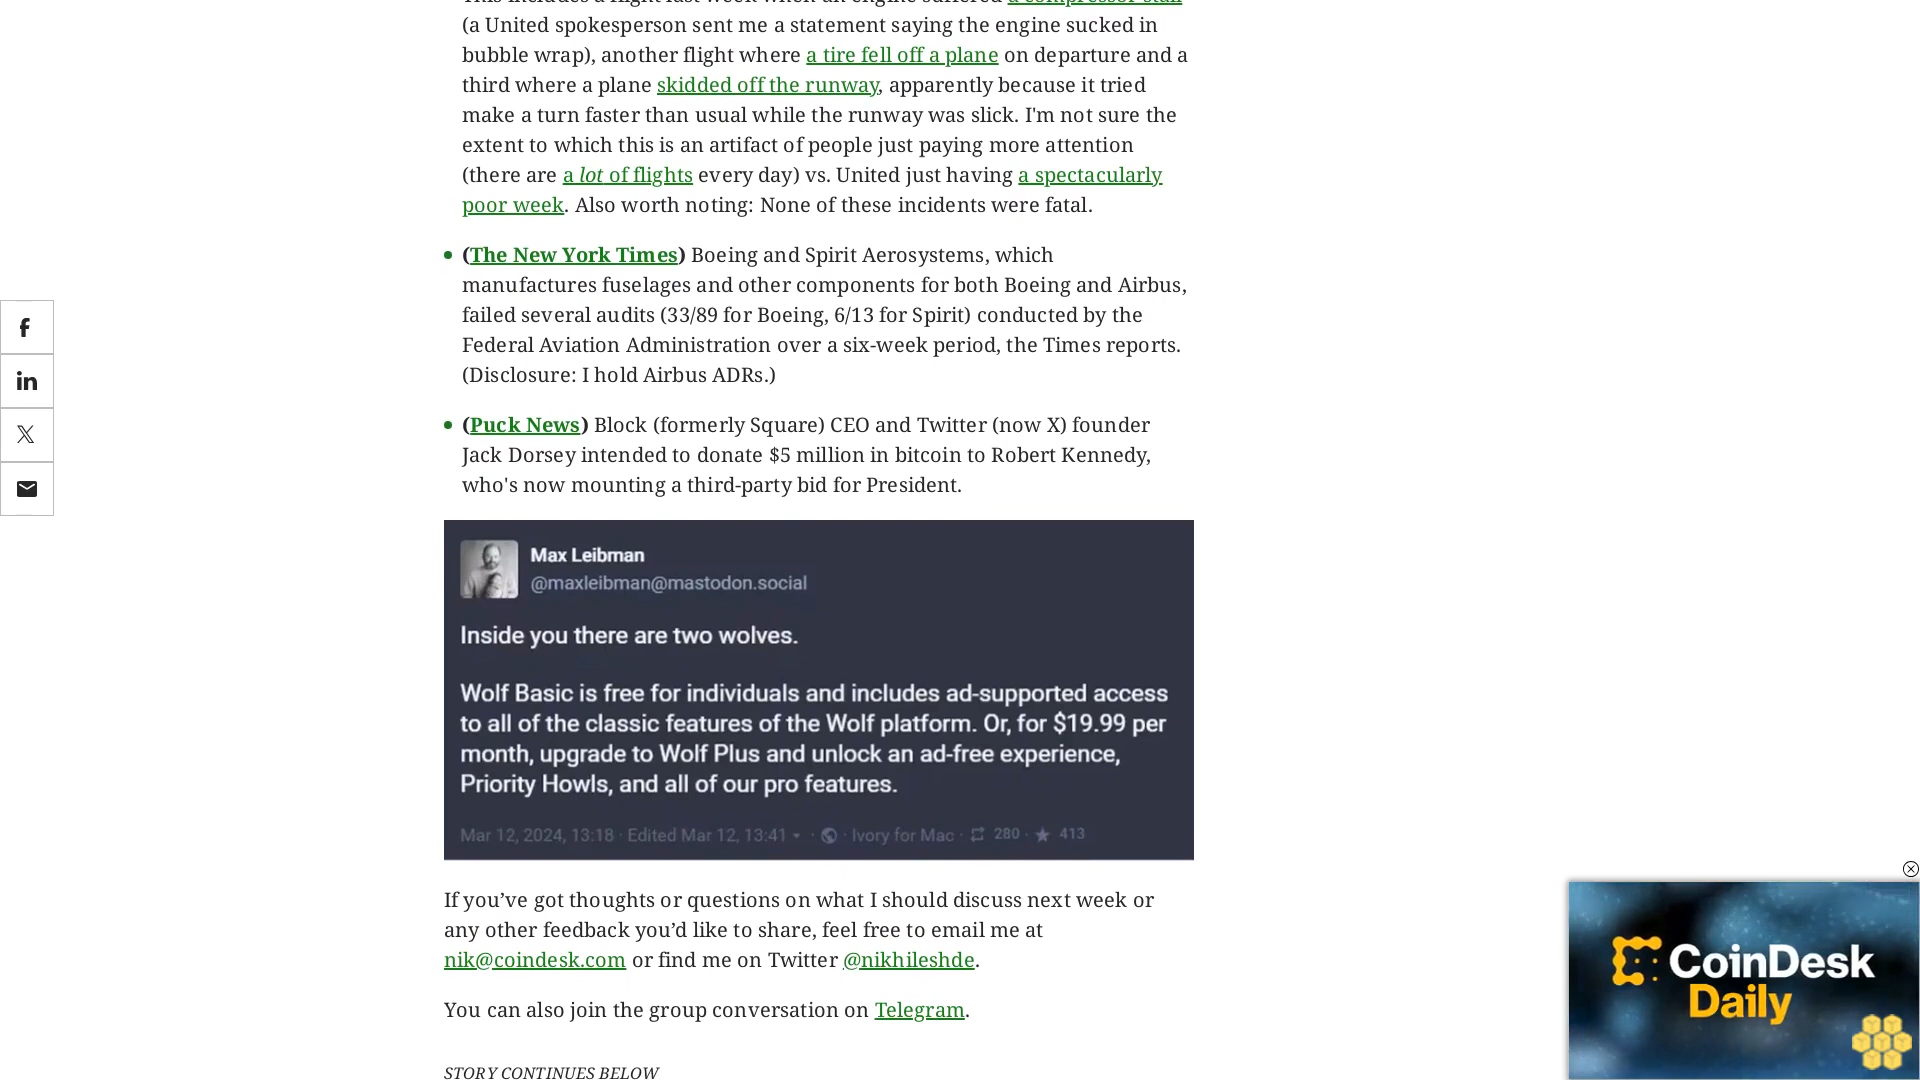 (a United spokesperson sent me a statement saying the engine sucked in
bubble wrap), another flight where a tire fell off a plane on departure and a
third where a plane skidded off the runway, apparently because it tried
make a turn faster than usual while the runway was slick. I'm not sure the
extent to which this is an artifact of people just paying more attention
(there are a lot of flights every day) vs. United just having a spectacularly
poor week. Also worth noting: None of these incidents were fatal.
(The New York Times) Boeing and Spirit Aerosystems, which
manufactures fuselages and other components for both Boeing and Airbus,
failed several audits (33/89 for Boeing, 6/13 for Spirit) conducted by the
Federal Aviation Administration over a six-week period, the Times reports.
(Disclosure: I hold Airbus ADRs.)
(Puck News) Block (formerly Square) CEO and Twitter (now X) founder
Jack Dorsey intended to donate $5 million in bitcoin to Robert Kennedy,
who's now mounting a third-party bid for President.
Max Leibman
@maxleibman@mastodon.social
Inside you there are two wolves.
Wolf Basic is free for individuals and includes ad-supported access
to all of the classic features of the Wolf platform. Or, for $19.99 per
month, upgrade to Wolf Plus and unlock an ad-free experience,
Priority Howls, and all of our pro features.
Mar 12, 2024, 13:18 · Edited Mar 12, 13:41 · Ivory for Mac · 280 · 413
If you’ve got thoughts or questions on what I should discuss next week or
any other feedback you’d like to share, feel free to email me at
nik@coindesk.com or find me on Twitter @nikhileshde.
You can also join the group conversation on Telegram.
STORY CONTINUES BELOW
CoinDesk
Daily